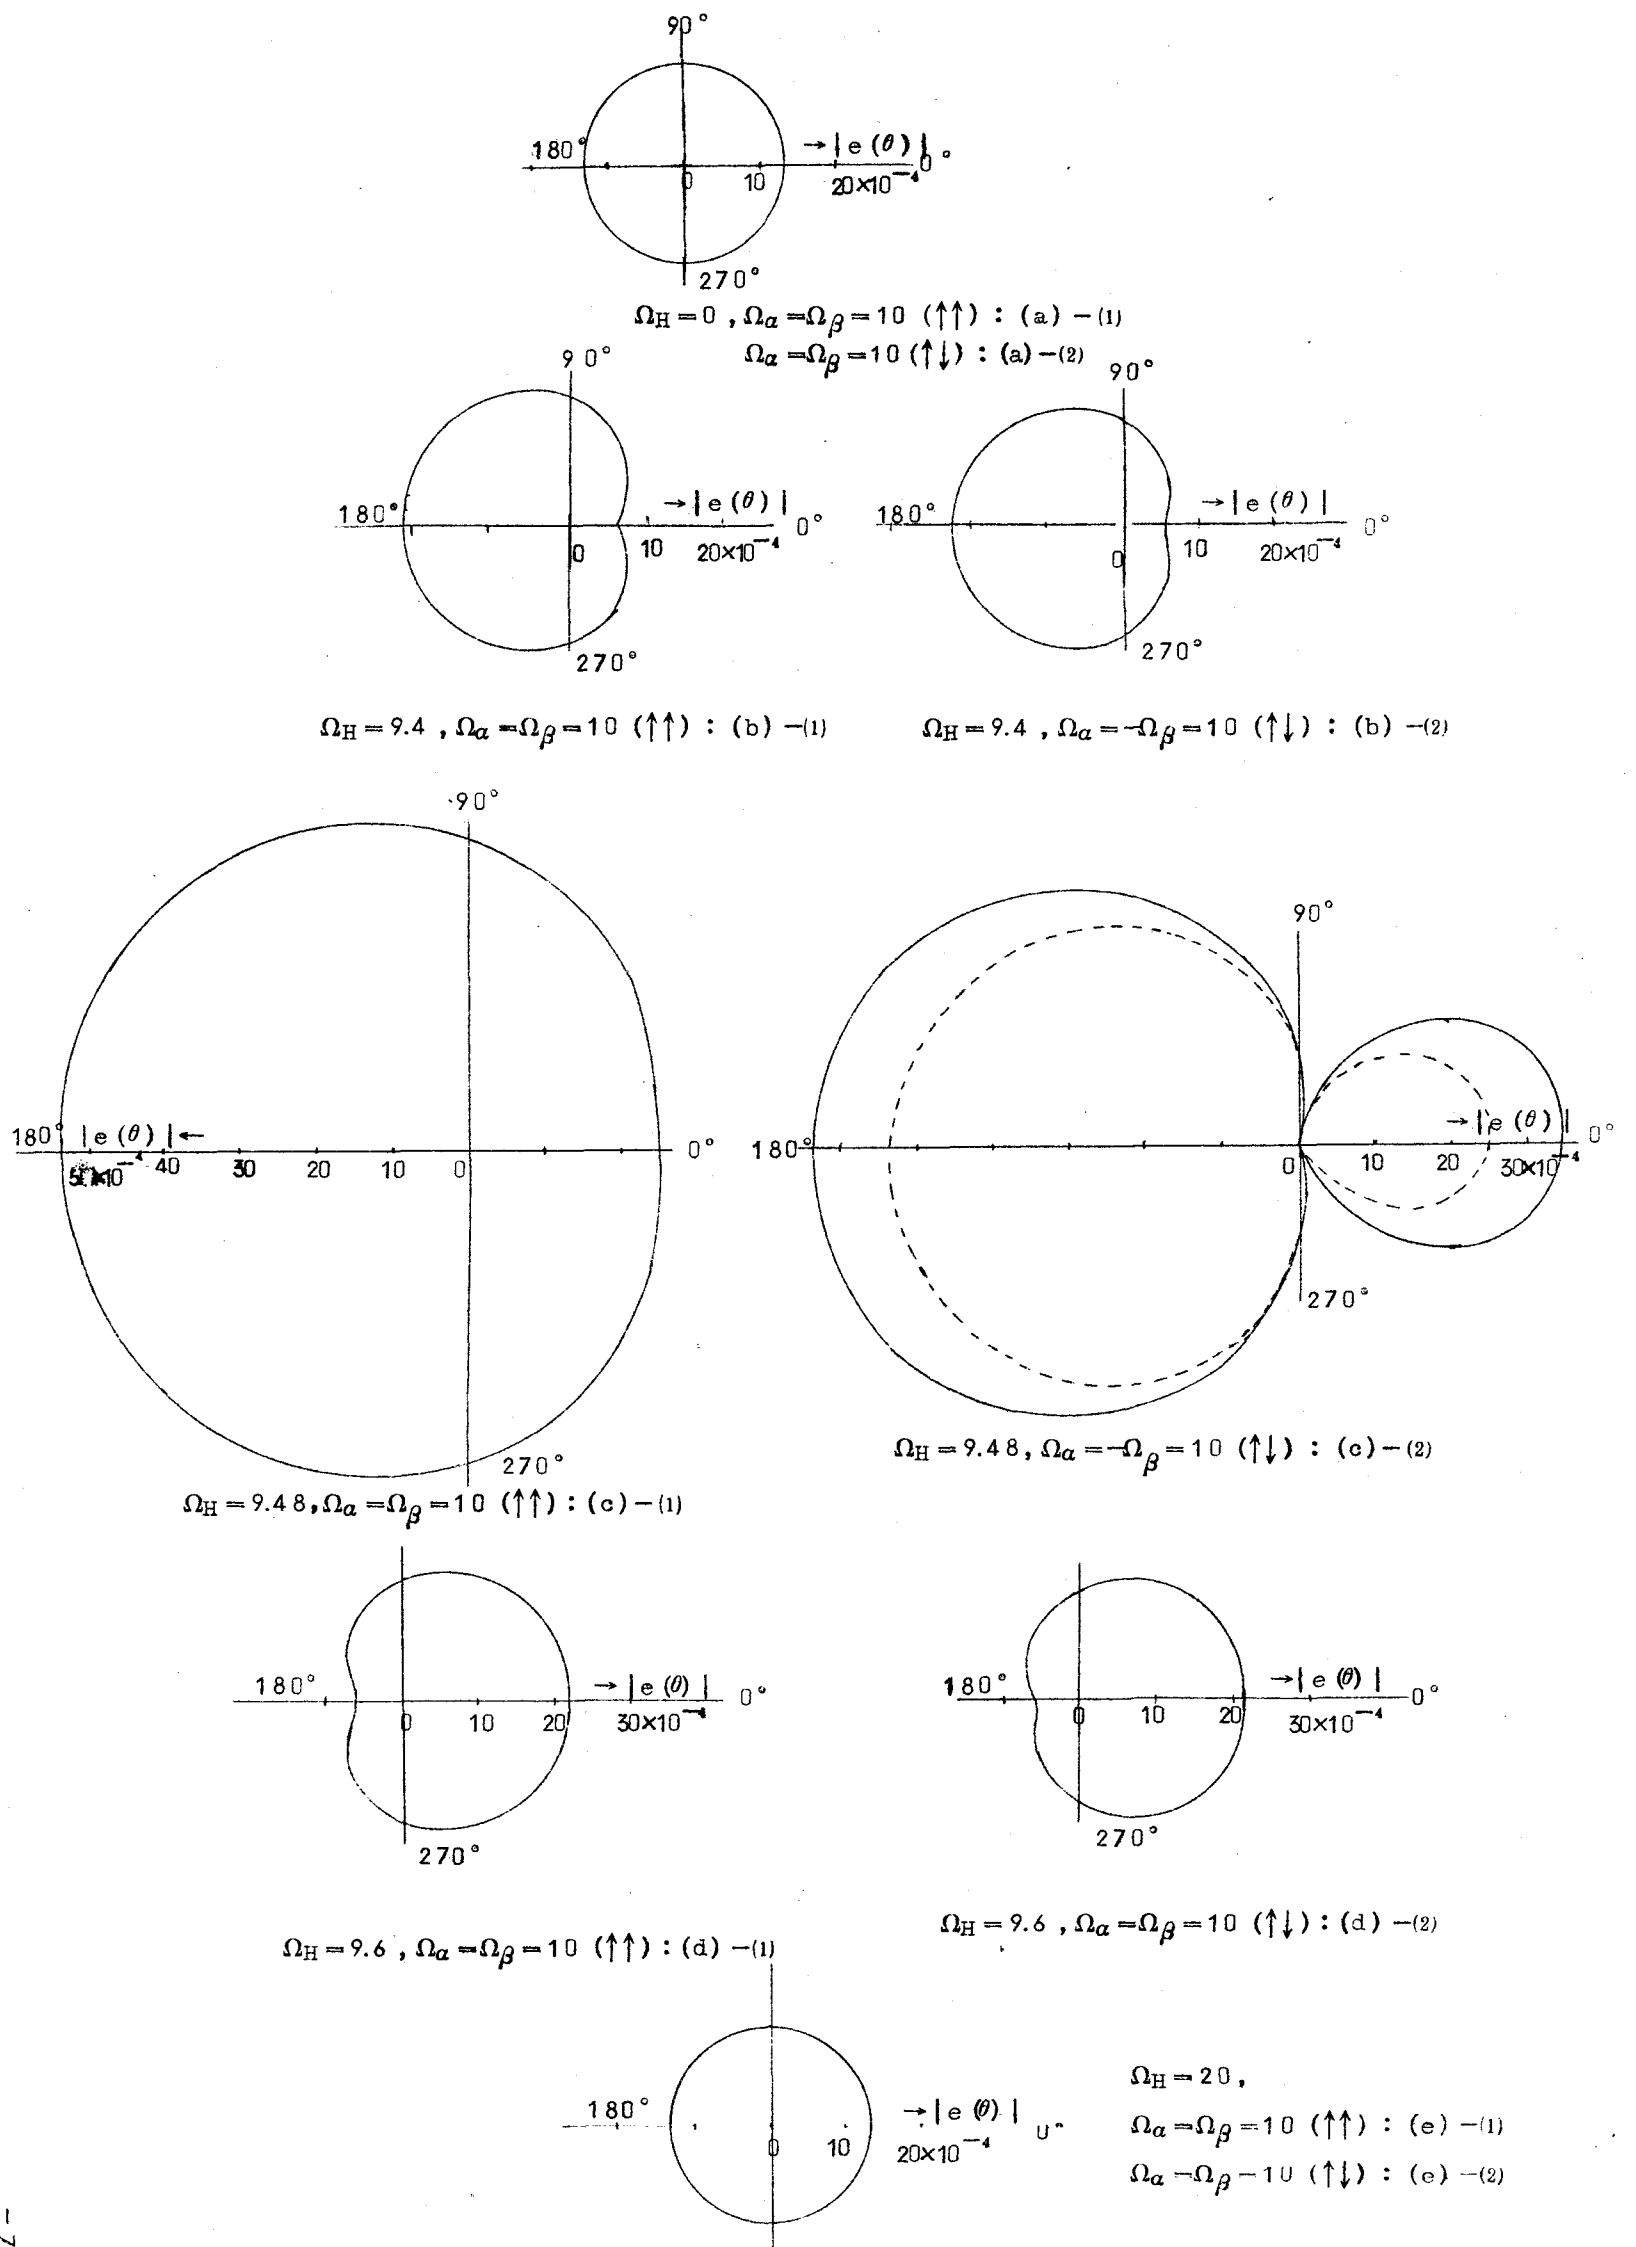 90°
180° →|e(θ)| 0°
0 10 20×10⁻⁴
270°
Ω_H=0, Ω_α=Ω_β=10 (↑↑) : (a)-(1)
Ω_α=Ω_β=10 (↑↓) : (a)-(2)
90°
180° →|e(θ)| 0°
0 10 20×10⁻⁴
270°
90°
180° →|e(θ)| 0°
0 10 20×10⁻⁴
270°
Ω_H=9.4, Ω_α=Ω_β=10 (↑↑) : (b)-(1)
Ω_H=9.4, Ω_α=-Ω_β=10 (↑↓) : (b)-(2)
90°
180° |e(θ)|← 0°
40 30 20 10 0
270°
Ω_H=9.48, Ω_α=Ω_β=10 (↑↑) : (c)-(1)
90°
180° →|e(θ)| 0°
0 10 20 30×10⁻⁴
270°
Ω_H=9.48, Ω_α=-Ω_β=10 (↑↓) : (c)-(2)
180° →|e(θ)| 0°
0 10 20 30×10⁻⁴
270°
Ω_H=9.6, Ω_α=Ω_β=10 (↑↑) : (d)-(1)
180° →|e(θ)| 0°
0 10 20 30×10⁻⁴
270°
Ω_H=9.6, Ω_α=Ω_β=10 (↑↓) : (d)-(2)
180° →|e(θ)| 0°
0 10 20×10⁻⁴
Ω_H=20,
Ω_α=Ω_β=10 (↑↑) : (e)-(1)
Ω_α=Ω_β=10 (↑↓) : (e)-(2)